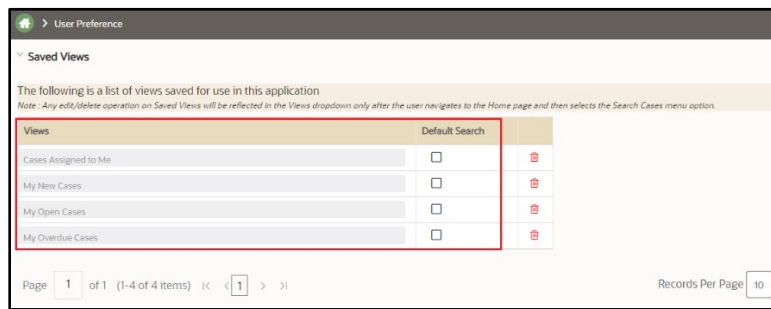 > User Preference
Saved Views
The following is a list of views saved for use in this application
Note : Any edit/delete operation on Saved Views will be reflected in the Views dropdown only after the user navigates to the Home page and then selects the Search Cases menu option.
Views Default Search
Cases Assigned to Me
My New Cases
My Open Cases
My Overdue Cases
Page 1 of 1 (1-4 of 4 items) |< < 1 > >| Records Per Page 10